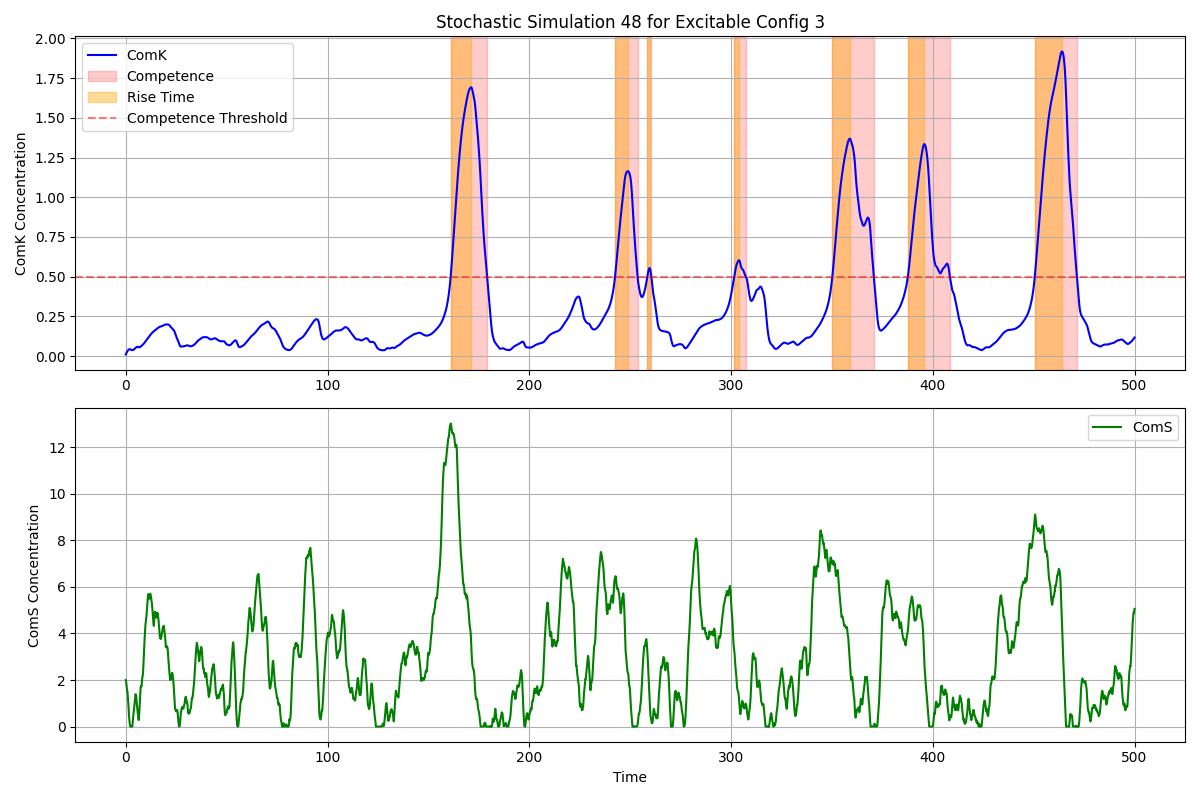 Stochastic Simulation 48 for Excitable Config 3
ComK Concentration
2.00
1.75
1.50
1.25
1.00
0.75
0.50
0.25
0.00
ComK
Competence
Rise Time
Competence Threshold
0 100 200 300 400 500
ComS Concentration
12
10
8
6
4
2
0
ComS
0 100 200 300 400 500
Time